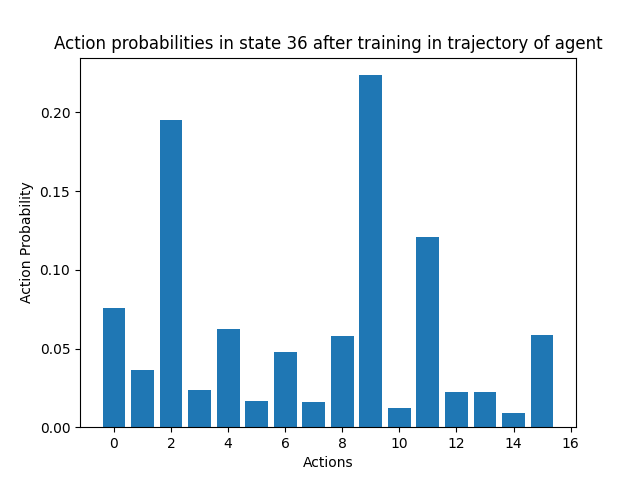 Action probabilities in state 36 after training in trajectory of agent
Action Probability
0.20
0.15
0.10
0.05
0.00
0 2 4 6 8 10 12 14 16
Actions